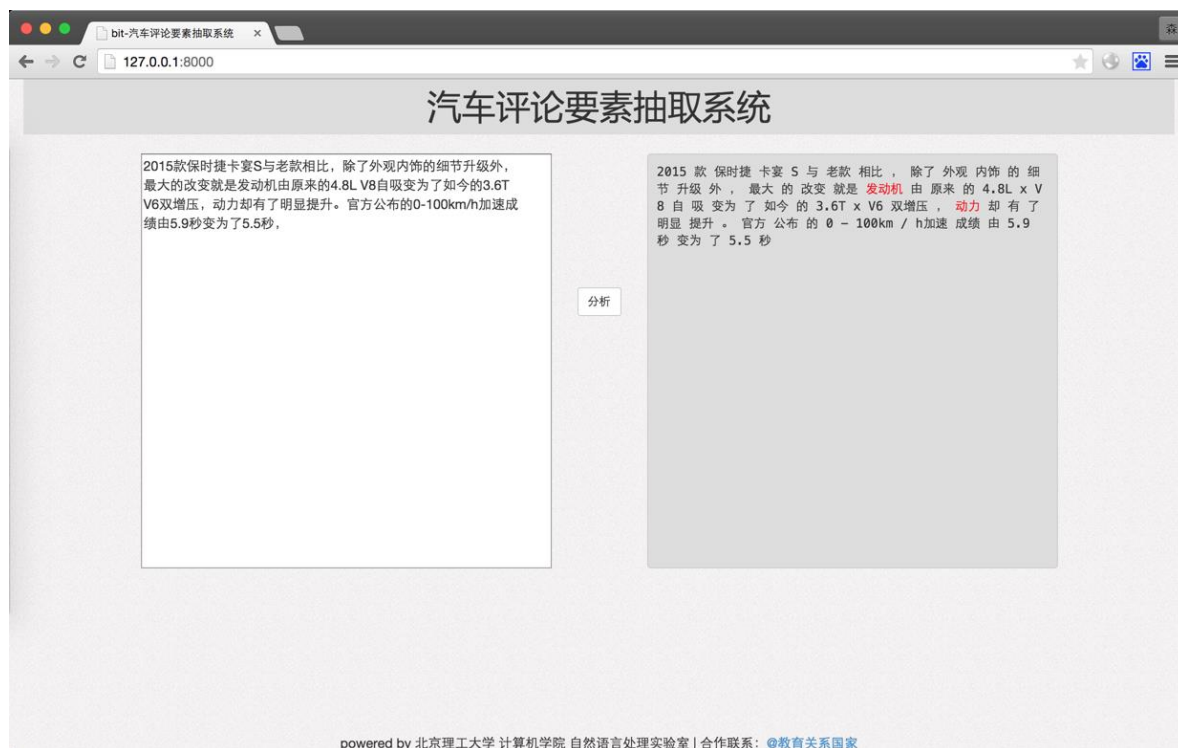 bit-汽车评论要素抽取系统
森
127.0.0.1:8000
汽车评论要素抽取系统
2015款保时捷卡宴S与老款相比，除了外观内饰的细节升级外，
最大的改变就是发动机由原来的4.8L V8自吸变为了如今的3.6T
V6双增压，动力却有了明显提升。官方公布的0-100km/h加速成
绩由5.9秒变为了5.5秒，
分析
2015 款 保时捷 卡宴 S 与 老款 相比 ， 除了 外观 内饰 的 细
节 升级 外 ， 最大 的 改变 就是 发动机 由 原来 的 4.8L x V
8 自 吸 变为 了 如今 的 3.6T x V6 双增压 ， 动力 却 有 了
明显 提升 。 官方 公布 的 0 – 100km / h加速 成绩 由 5.9
秒 变为 了 5.5 秒
powered by 北京理工大学 计算机学院 自然语言处理实验室 | 合作联系：@教育关系国家